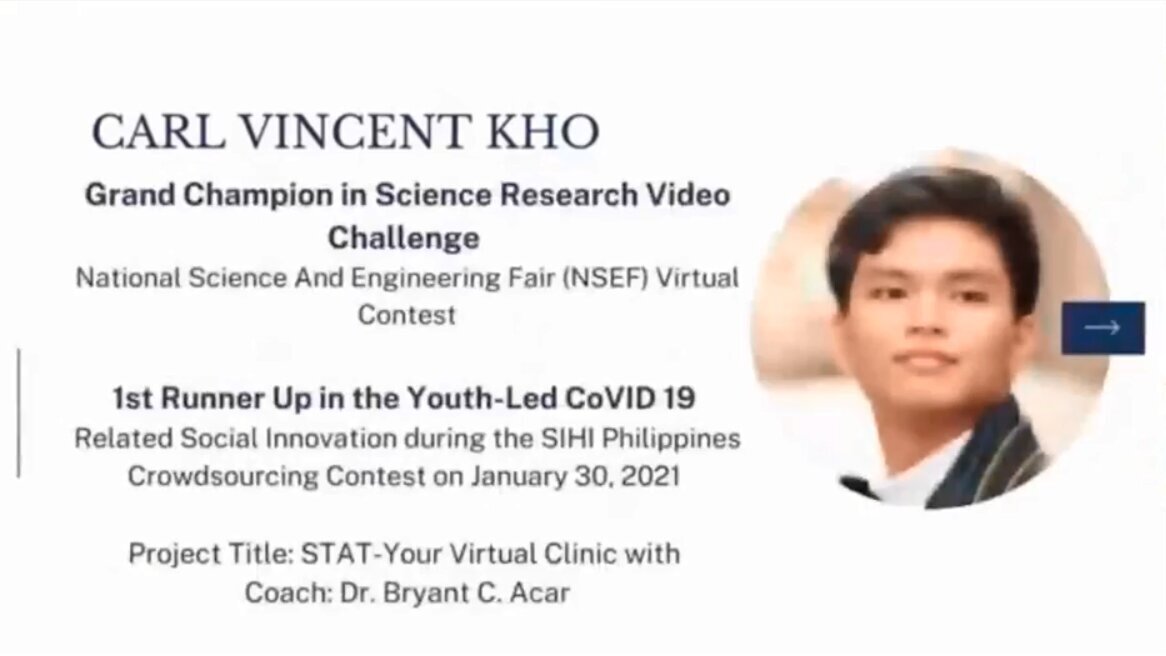 CARL VINCENT KHO
Grand Champion in Science Research Video
Challenge
National Science And Engineering Fair (NSEF) Virtual
Contest
1st Runner Up in the Youth-Led CoVID 19
Related Social Innovation during the SIHI Philippines
Crowdsourcing Contest on January 30, 2021
Project Title: STAT-Your Virtual Clinic with
Coach: Dr. Bryant C. Acar